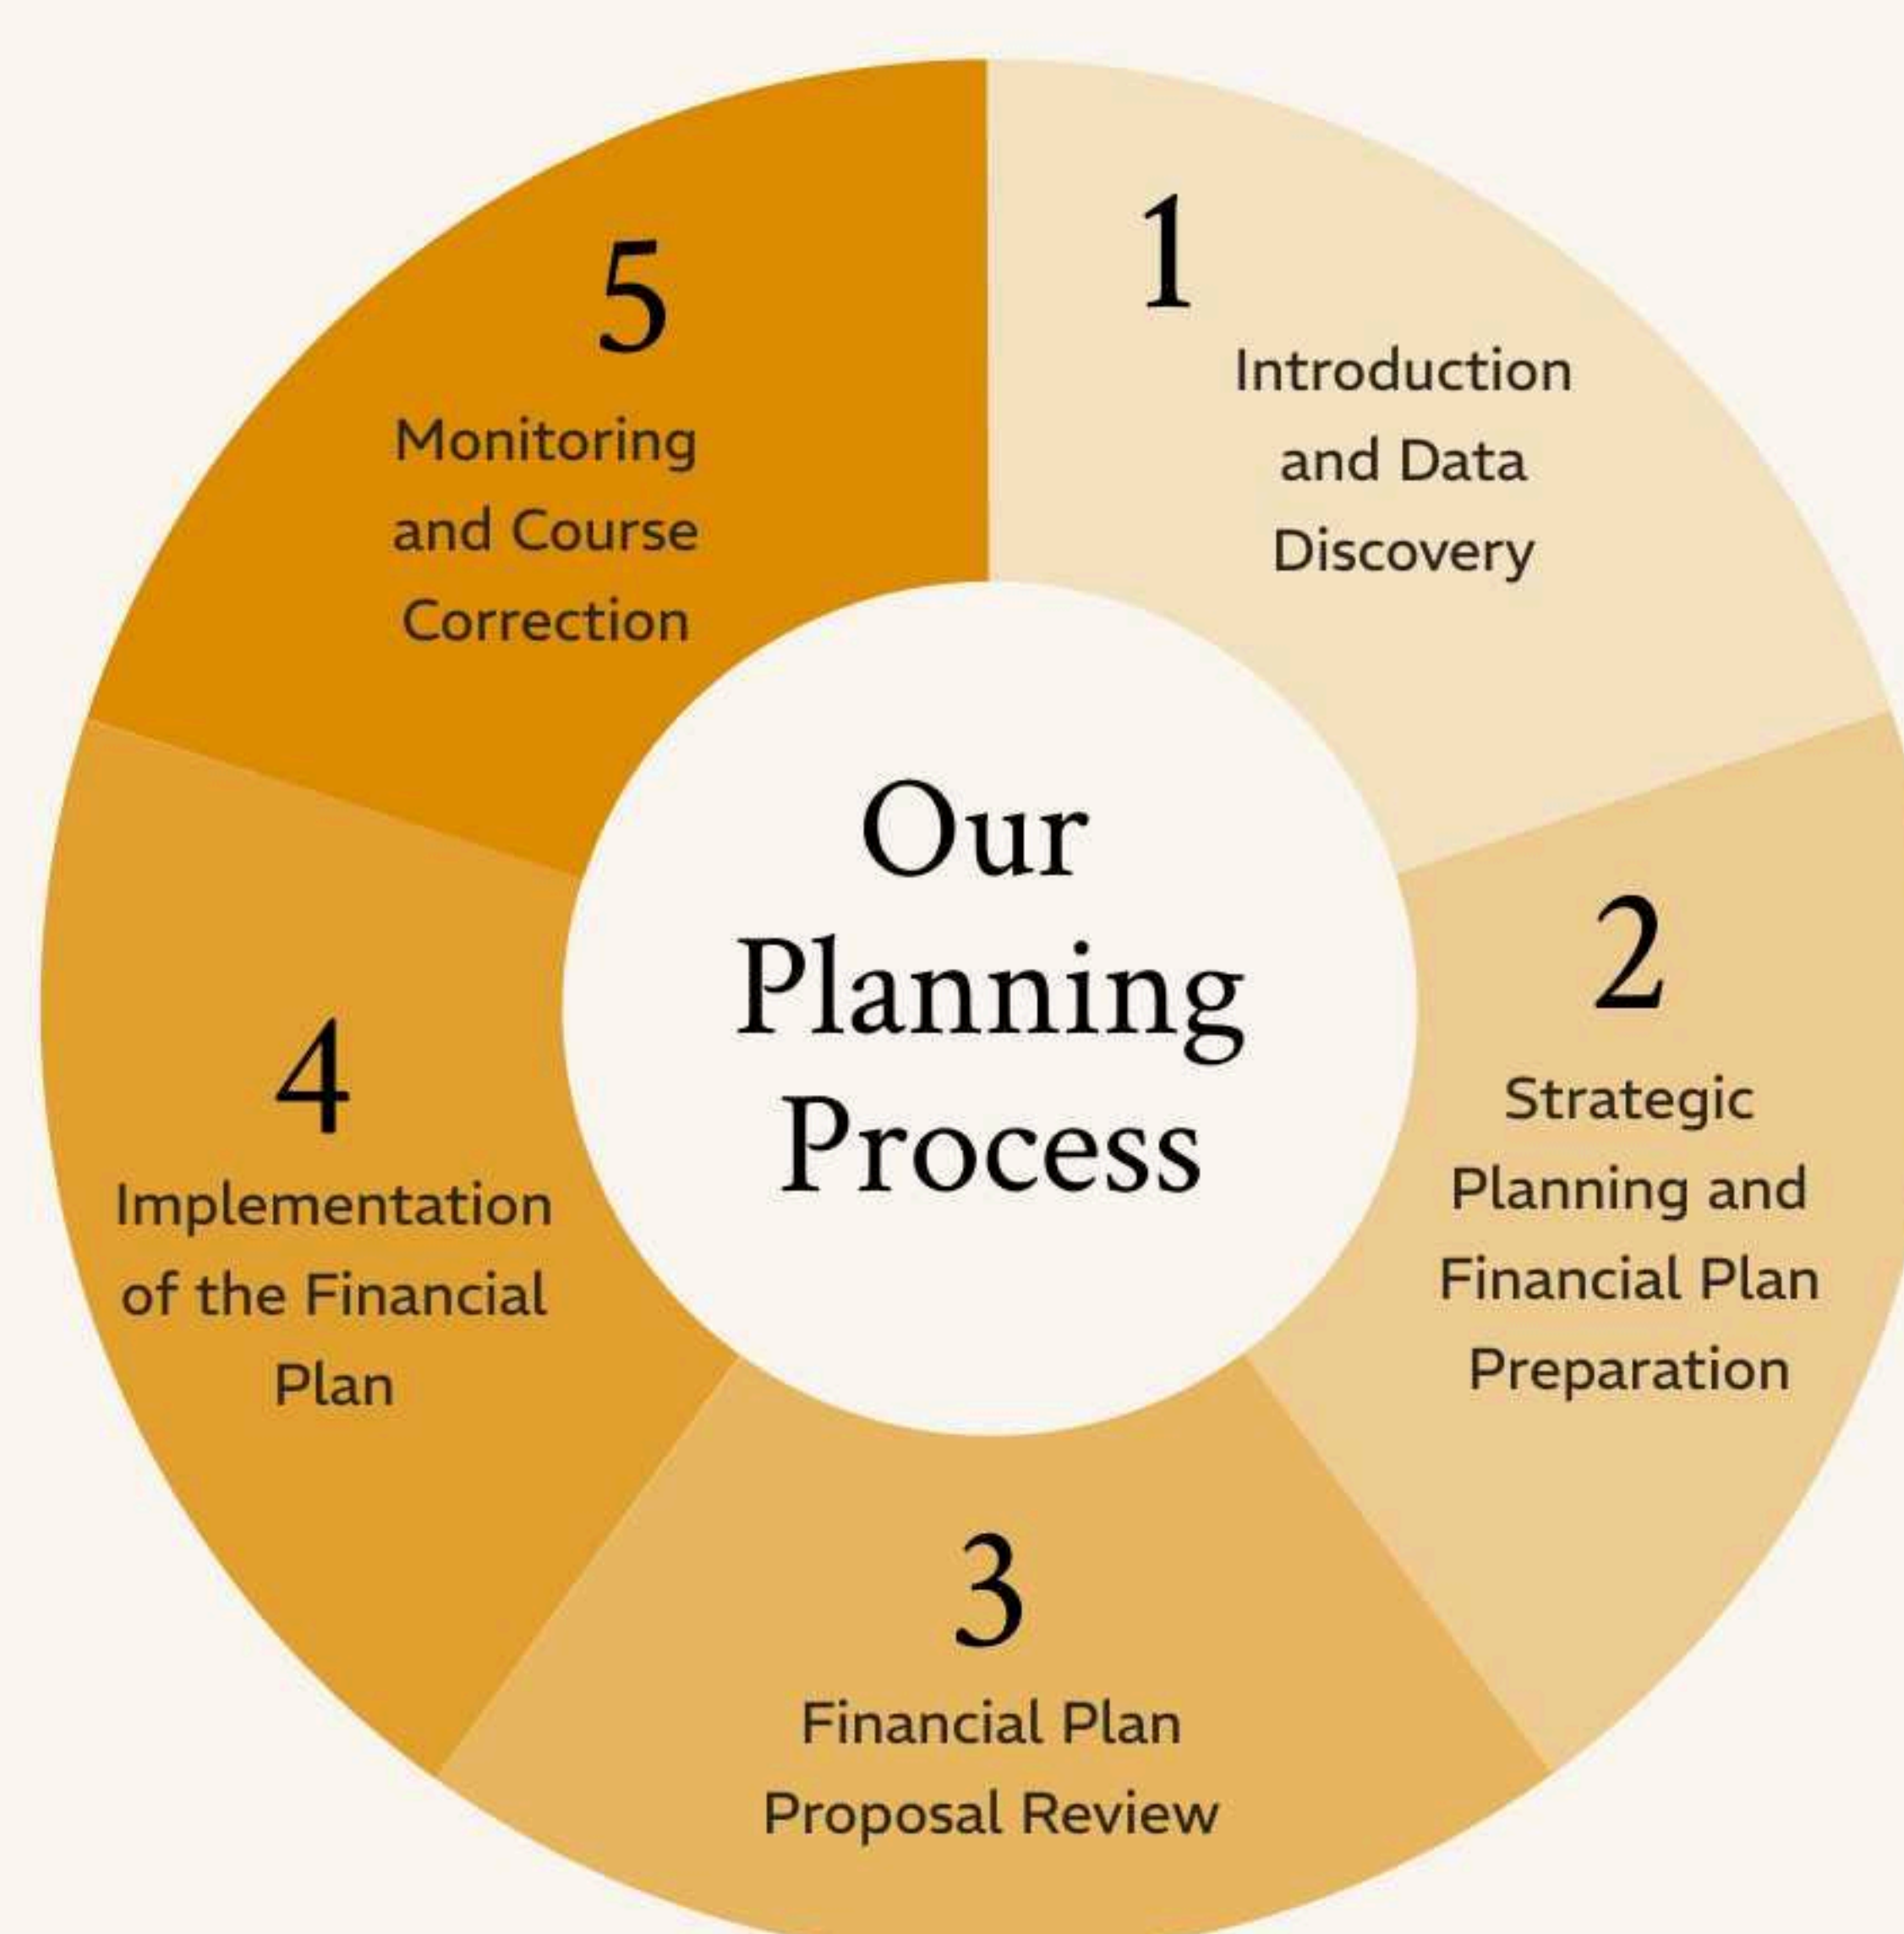 Our
Planning
Process
1
Introduction
and Data
Discovery
2
Strategic
Planning and
Financial Plan
Preparation
3
Financial Plan
Proposal Review
4
Implementation
of the Financial
Plan
5
Monitoring
and Course
Correction